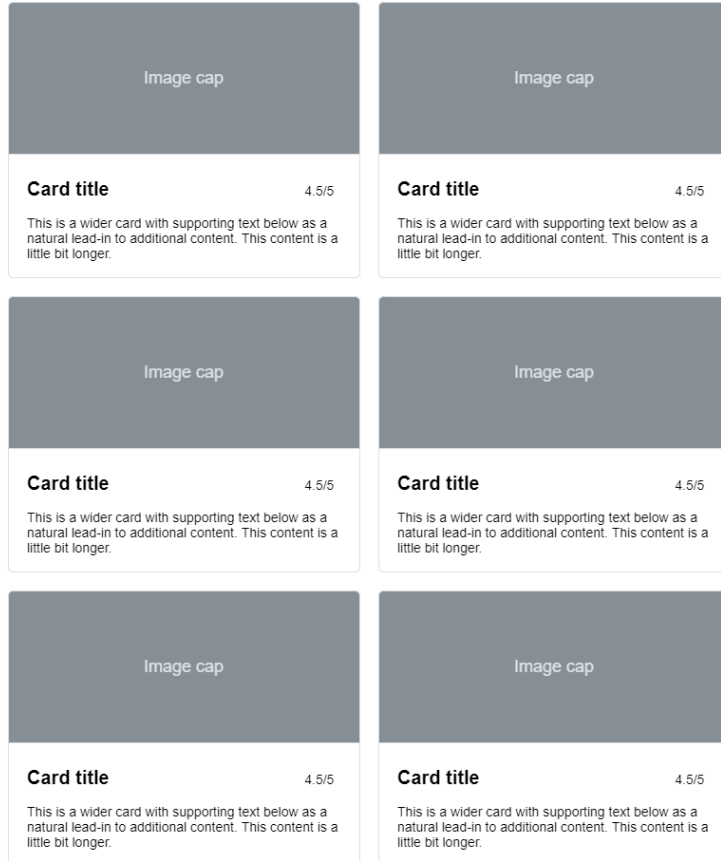 Image cap
Card title
4.5/5
This is a wider card with supporting text below as a
natural lead-in to additional content. This content is a
little bit longer.
Image cap
Card title
4.5/5
This is a wider card with supporting text below as a
natural lead-in to additional content. This content is a
little bit longer.
Image cap
Card title
4.5/5
This is a wider card with supporting text below as a
natural lead-in to additional content. This content is a
little bit longer.
Image cap
Card title
4.5/5
This is a wider card with supporting text below as a
natural lead-in to additional content. This content is a
little bit longer.
Image cap
Card title
4.5/5
This is a wider card with supporting text below as a
natural lead-in to additional content. This content is a
little bit longer.
Image cap
Card title
4.5/5
This is a wider card with supporting text below as a
natural lead-in to additional content. This content is a
little bit longer.